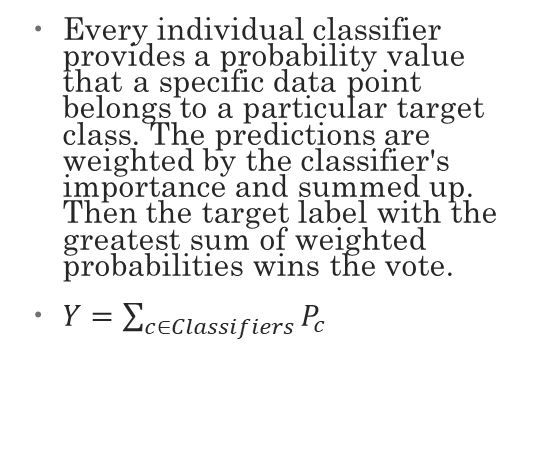 • Every individual classifier
provides a probability value
that a specific data point
belongs to a particular target
class. The predictions are
weighted by the classifier's
importance and summed up.
Then the target label with the
greatest sum of weighted
probabilities wins the vote.
• Y = ∑c∈Classifiers Pc